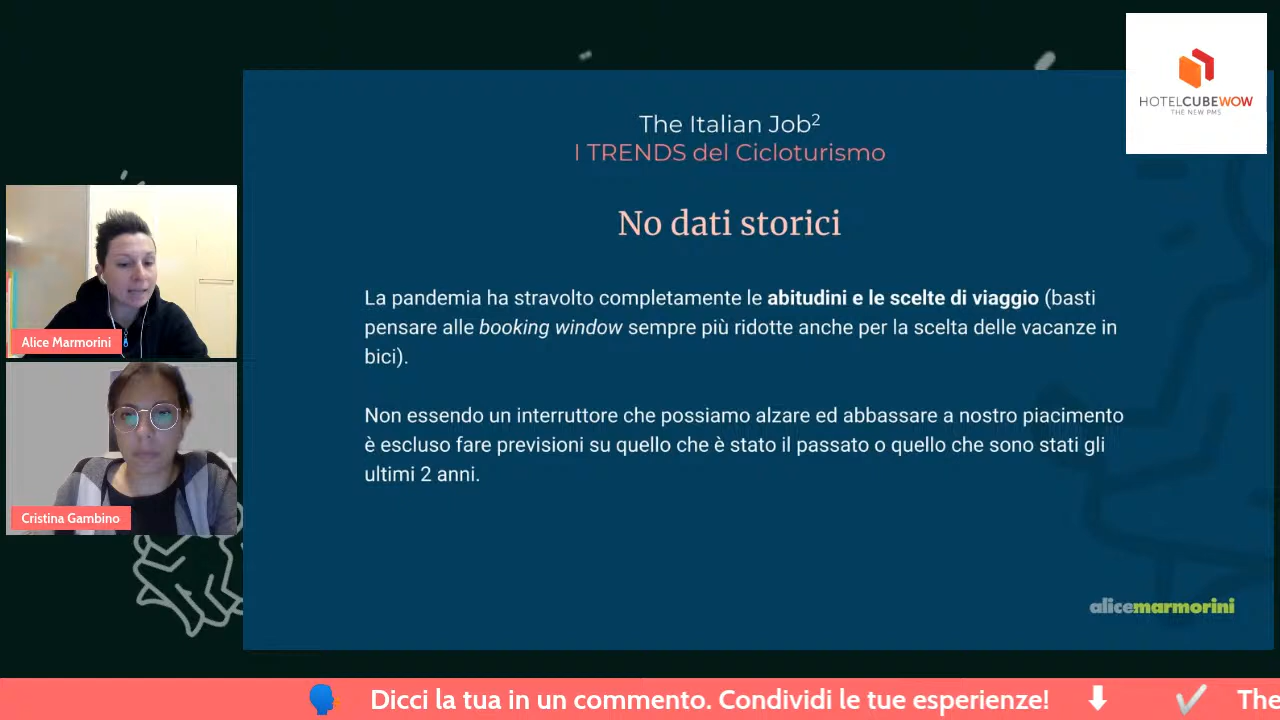 HOTELCUBEWOW
THE NEW PMS
The Italian Job²
I TRENDS del Cicloturismo
No dati storici
La pandemia ha stravolto completamente le abitudini e le scelte di viaggio (basti
pensare alle booking window sempre più ridotte anche per la scelta delle vacanze in
bici).
Non essendo un interruttore che possiamo alzare ed abbassare a nostro piacimento
è escluso fare previsioni su quello che è stato il passato o quello che sono stati gli
ultimi 2 anni.
Alice Marmorini
Cristina Gambino
alicemarmorini
Dicci la tua in un commento. Condividi le tue esperienze! The